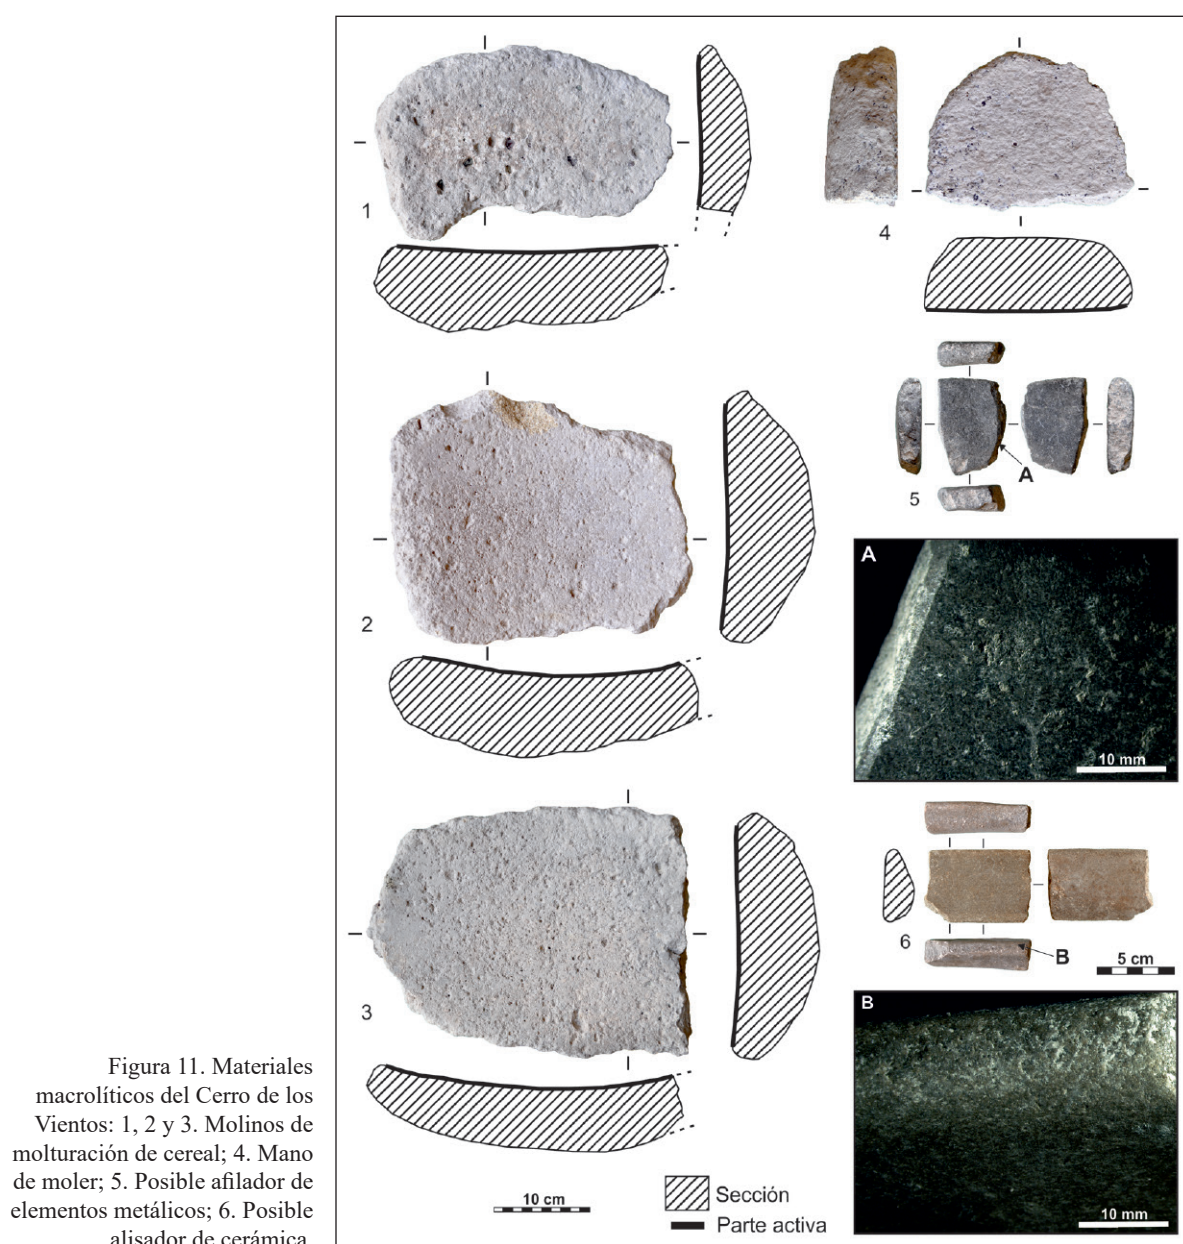 1
4
A
5
2
A
10 mm
6
B
5 cm
3
B
10 cm
Sección
Parte activa
10 mm
Figura 11. Materiales
macrolíticos del Cerro de los
Vientos: 1, 2 y 3. Molinos de
molturación de cereal; 4. Mano
de moler; 5. Posible afilador de
elementos metálicos; 6. Posible
alisador de cerámica.